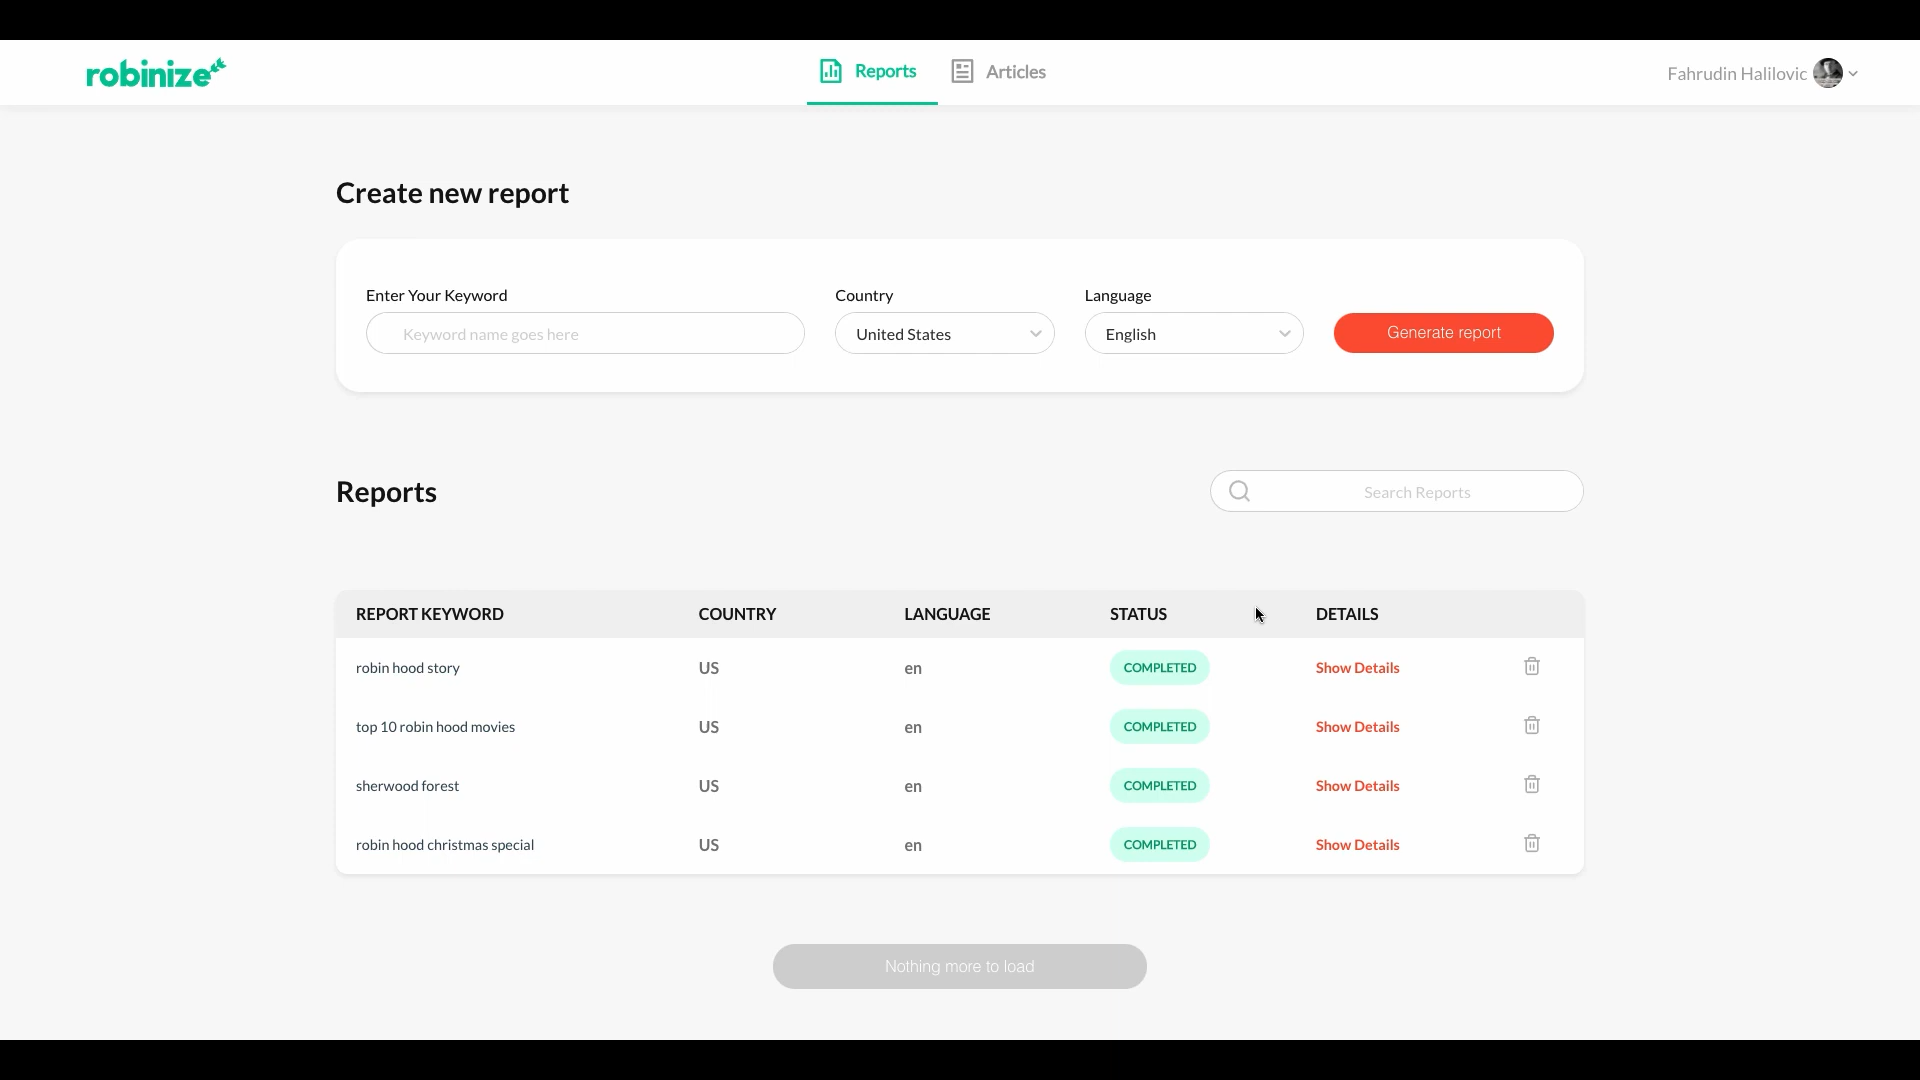 robinize
Reports
Articles
Fahrudin Halilovic
Create new report
Enter Your Keyword
Country
Language
Keyword name goes here
United States
English
Generate report
Reports
Search Reports
REPORT KEYWORD COUNTRY LANGUAGE STATUS DETAILS
robin hood story US en COMPLETED Show Details
top 10 robin hood movies US en COMPLETED Show Details
sherwood forest US en COMPLETED Show Details
robin hood christmas special US en COMPLETED Show Details
Nothing more to load